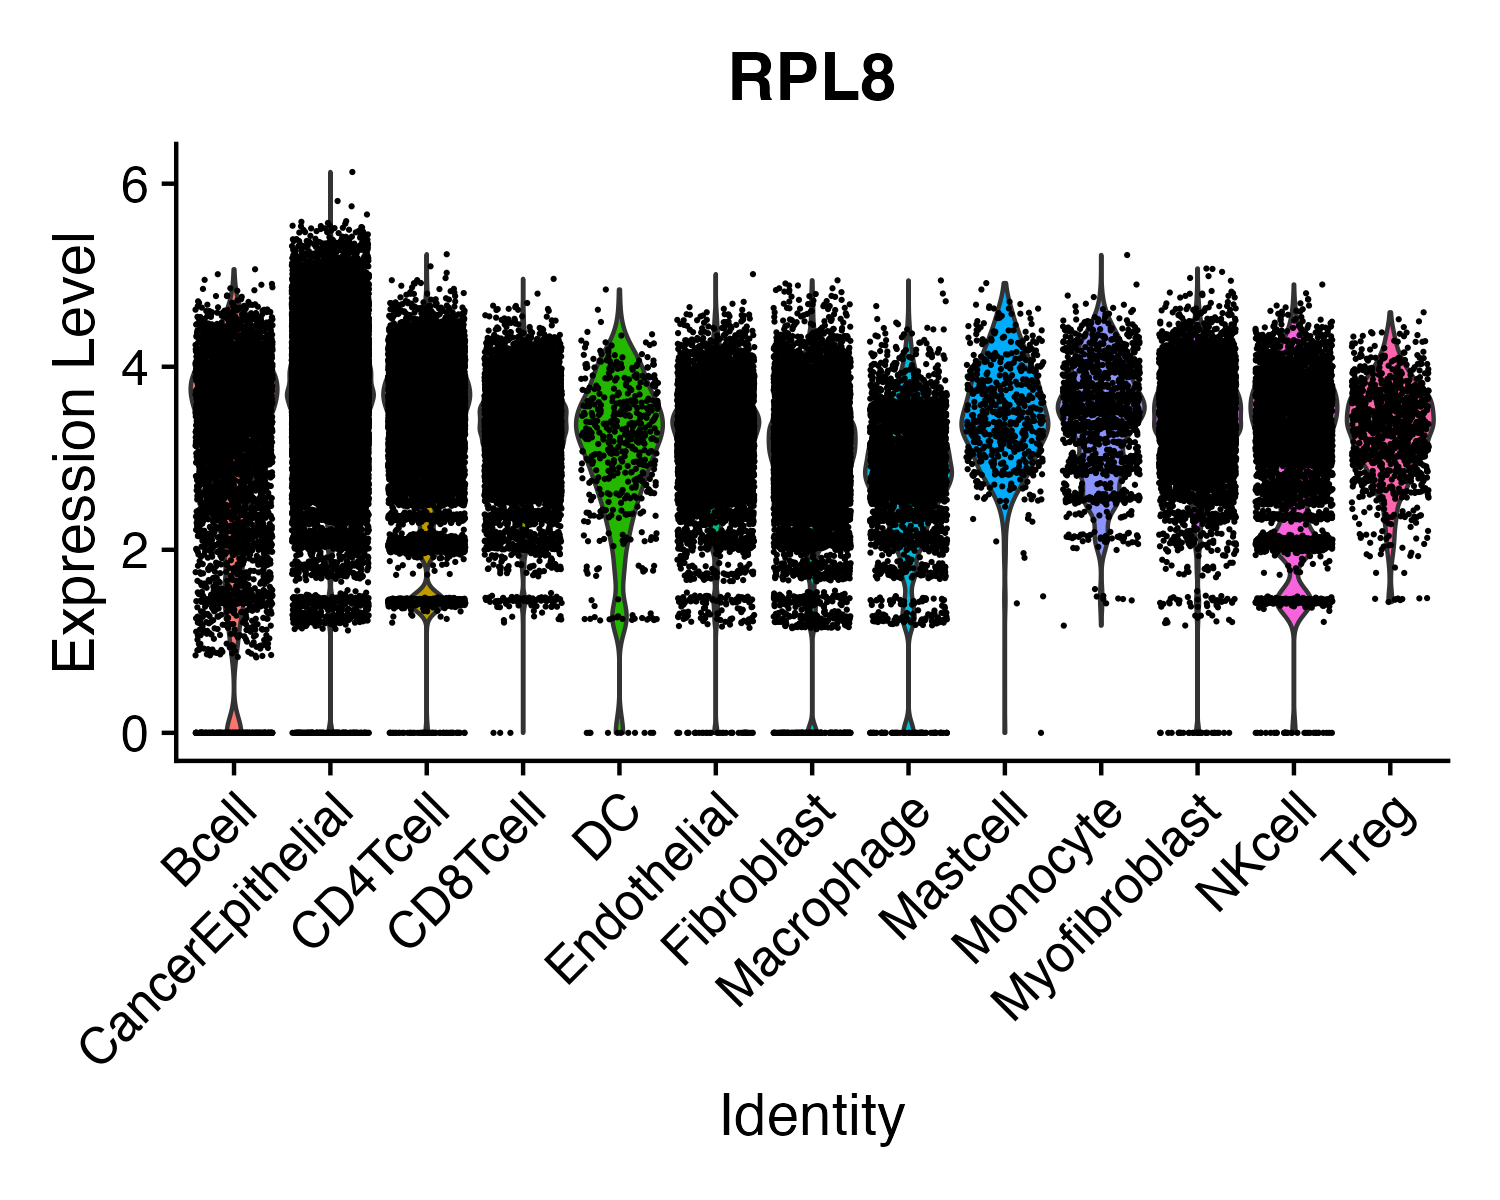 RPL8
Expression Level
6
4
2
0
Bcell
CancerEpithelial
CD4Tcell
CD8Tcell
DC
Endothelial
Fibroblast
Macrophage
Mastcell
Monocyte
Myofibroblast
NKcell
Treg
Identity